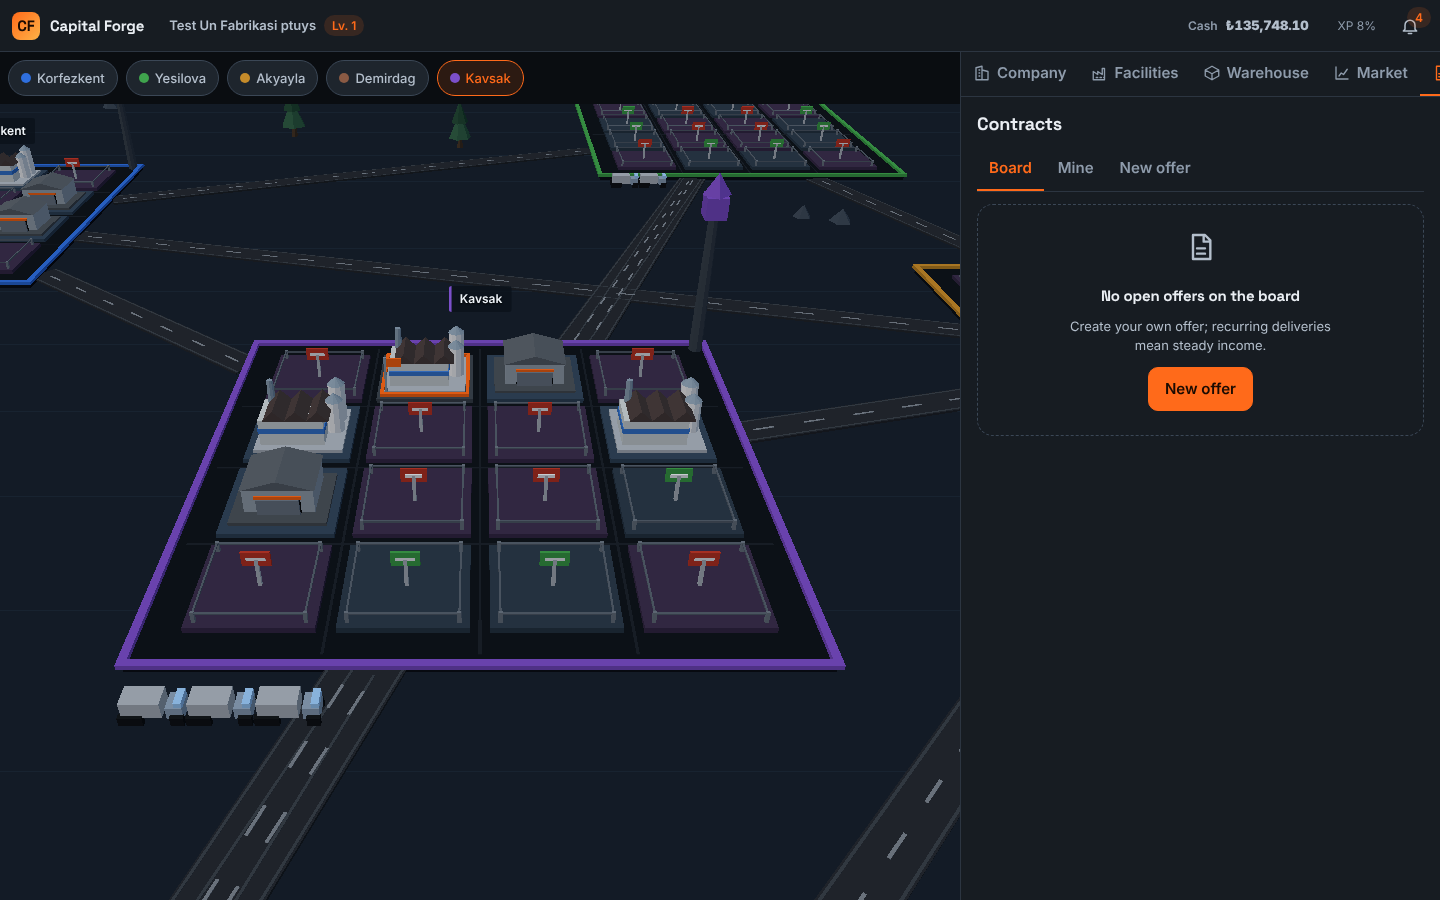 CF Capital Forge Test Un Fabrikasi ptuys Lv. 1 Cash ₺135,748.10 XP 8% 4
Korfezkent Yesilova Akyayla Demirdag Kavsak
Company Facilities Warehouse Market
Contracts
Board Mine New offer
kent
Kavsak
No open offers on the board
Create your own offer; recurring deliveries
mean steady income.
New offer